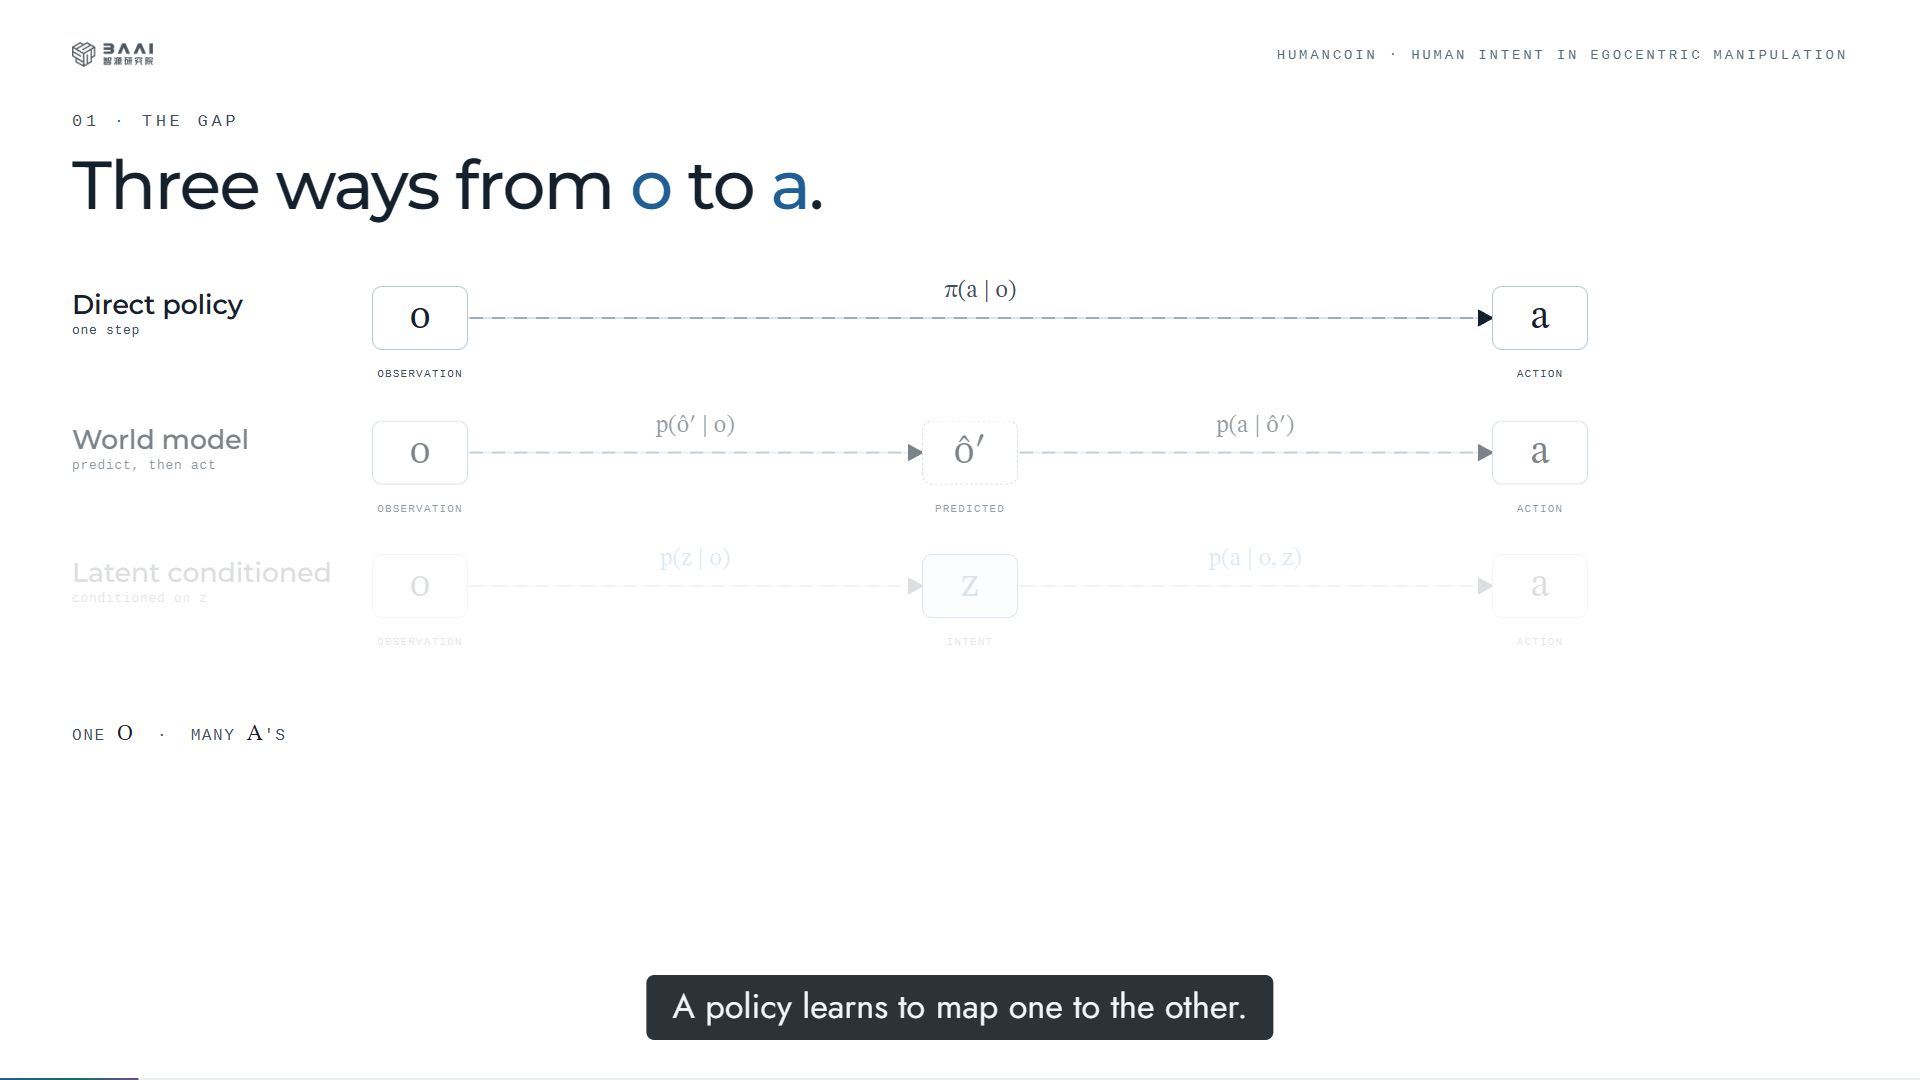 BAAI
智源研究院
HUMANCOIN · HUMAN INTENT IN EGOCENTRIC MANIPULATION
01 · THE GAP
Three ways from o to a.
Direct policy
one step
o
π(a | o)
a
OBSERVATION
ACTION
World model
predict, then act
o
p(ô′ | o)
ô′
p(a | ô′)
a
OBSERVATION
PREDICTED
ACTION
Latent conditioned
conditioned on z
o
p(z | o)
z
p(a | o, z)
a
OBSERVATION
INTENT
ACTION
ONE O · MANY A'S
A policy learns to map one to the other.